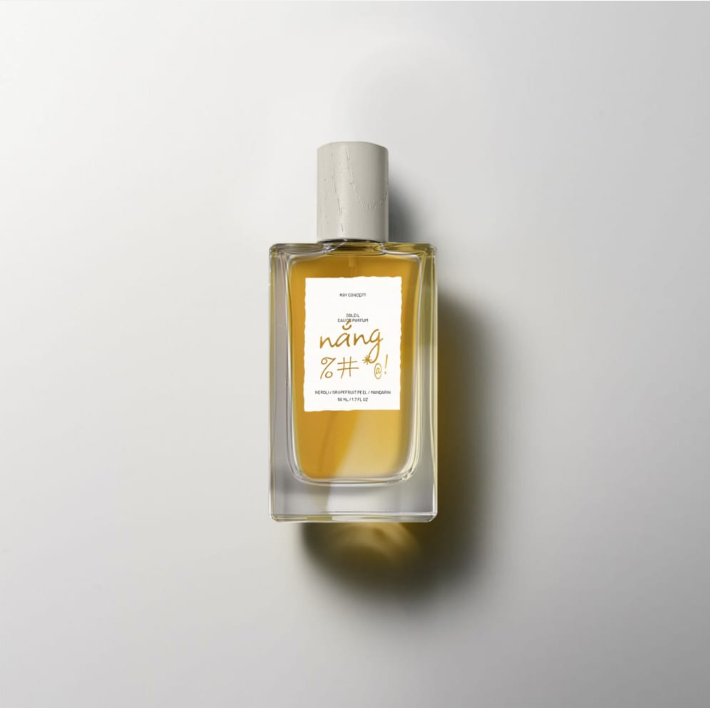 MAY CONCEPT
SOLEIL
EAU DE PARFUM
nắng
%#*@!
NEROLI / GRAPEFRUIT PEEL / MANDARIN
50 ML / 1.7 FL OZ